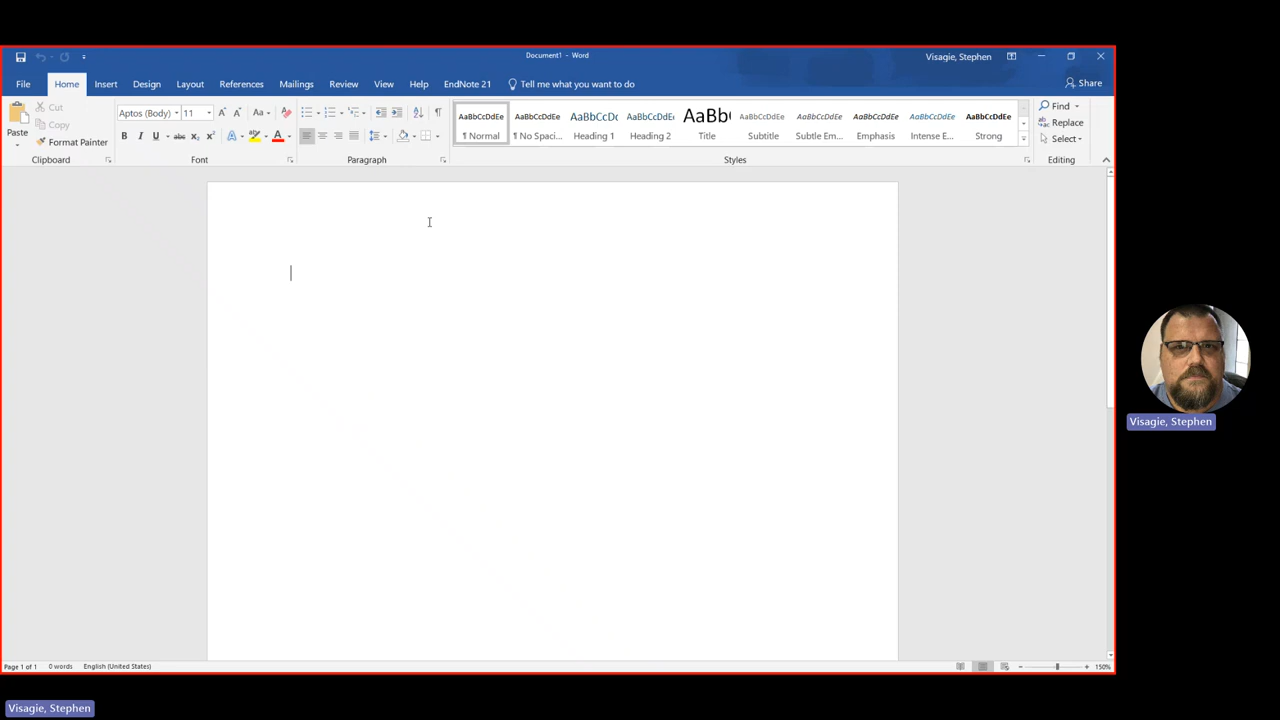 Document1 - Word
Visagie, Stephen
File Home Insert Design Layout References Mailings Review View Help EndNote 21 Tell me what you want to do Share
Paste
Cut
Copy
Format Painter
Clipboard
Aptos (Body) 11 Aa
B I U abc X2 X2 A A
Font
Paragraph
AaBbCcDdEe AaBbCcDdEe AaBbCcD( AaBbCcDdE( AaBb( AaBbCcDdEe AaBbCcDdEe AaBbCcDdEe AaBbCcDdEe AaBbCcDdEe
¶ Normal ¶ No Spaci... Heading 1 Heading 2 Title Subtitle Subtle Em... Emphasis Intense E... Strong
Styles
Find
Replace
Select
Editing
Visagie, Stephen
Page 1 of 1 0 words English (United States) 150%
Visagie, Stephen